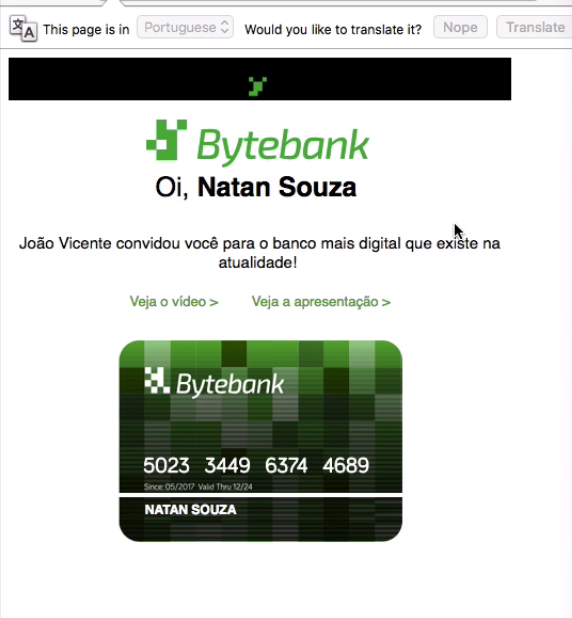 This page is in Portuguese Would you like to translate it? Nope Translate
Bytebank
Oi, Natan Souza
João Vicente convidou você para o banco mais digital que existe na
atualidade!
Veja o vídeo > Veja a apresentação >
Bytebank
5023 3449 6374 4689
Since: 05/2017 Valid Thru 12/24
NATAN SOUZA